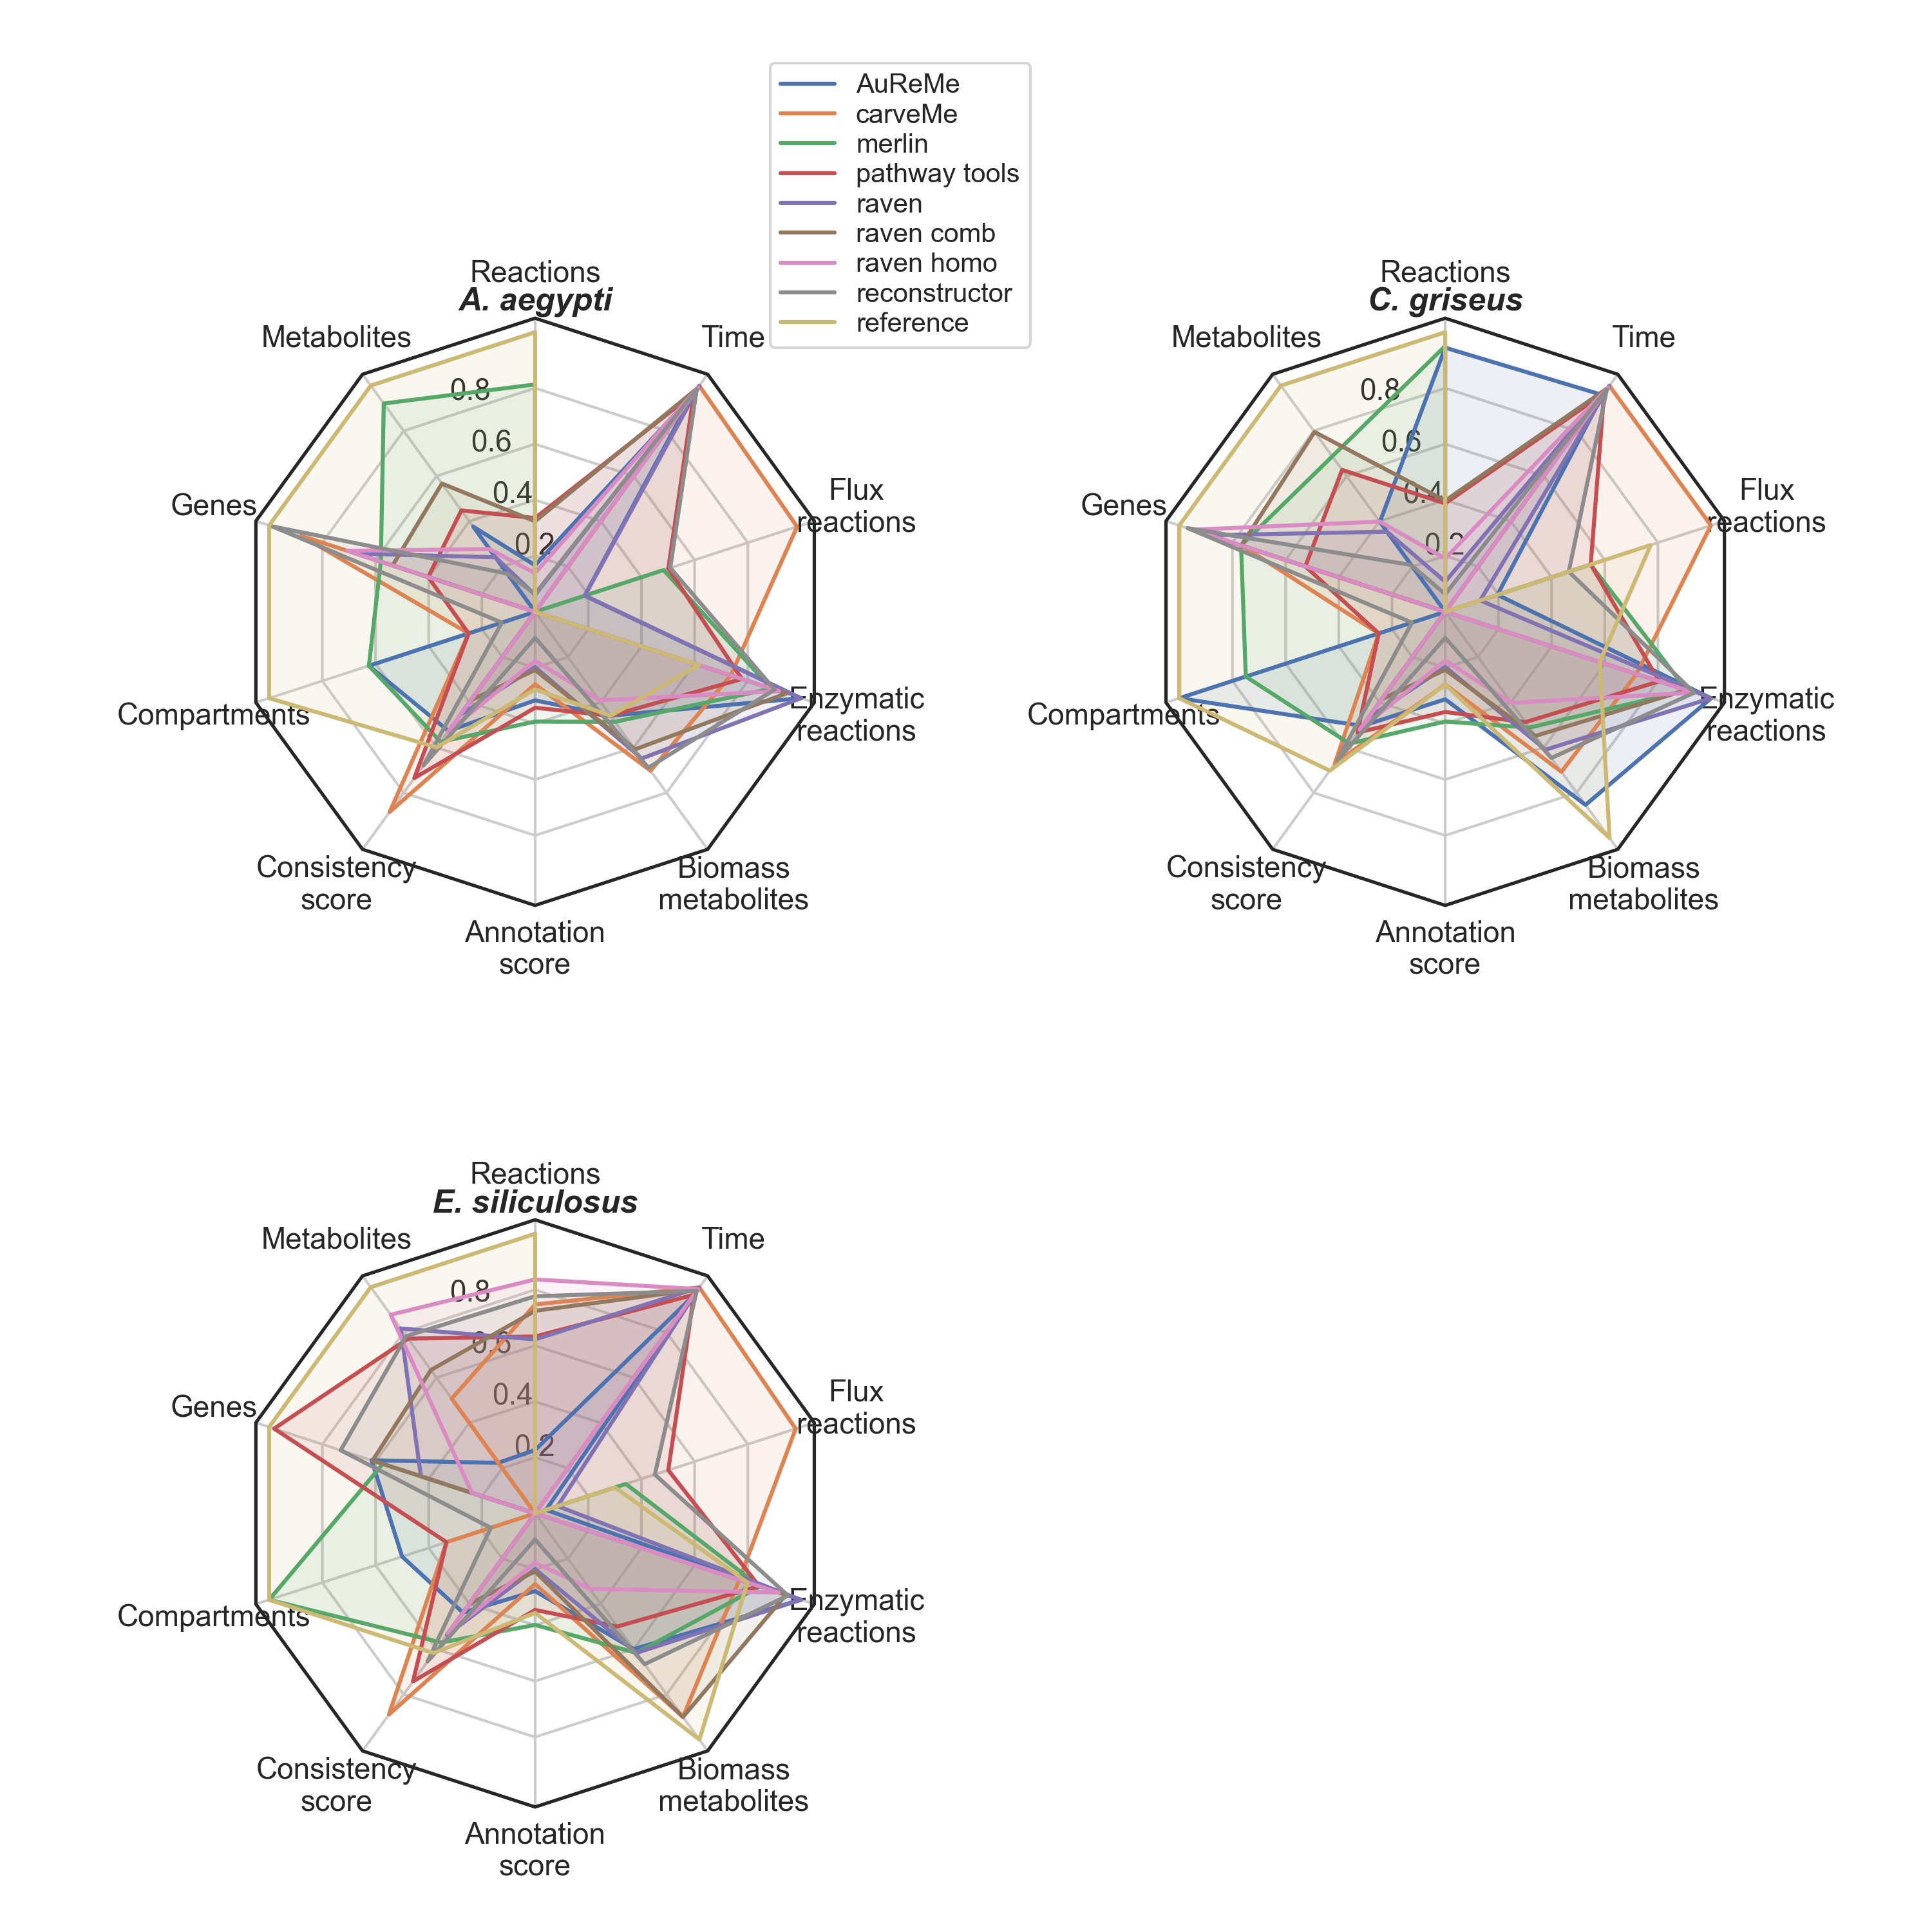 AuReMe
carveMe
merlin
pathway tools
raven
raven comb
raven homo
reconstructor
reference
Reactions
A. aegypti
Metabolites
Time
0.8
0.6
0.4
0.2
Genes
Flux
reactions
Compartments
Enzymatic
reactions
Consistency
score
Biomass
metabolites
Annotation
score
Reactions
C. griseus
Metabolites
Time
0.8
0.6
0.4
0.2
Genes
Flux
reactions
Compartments
Enzymatic
reactions
Consistency
score
Biomass
metabolites
Annotation
score
Reactions
E. siliculosus
Metabolites
Time
0.8
0.6
0.4
0.2
Genes
Flux
reactions
Compartments
Enzymatic
reactions
Consistency
score
Biomass
metabolites
Annotation
score